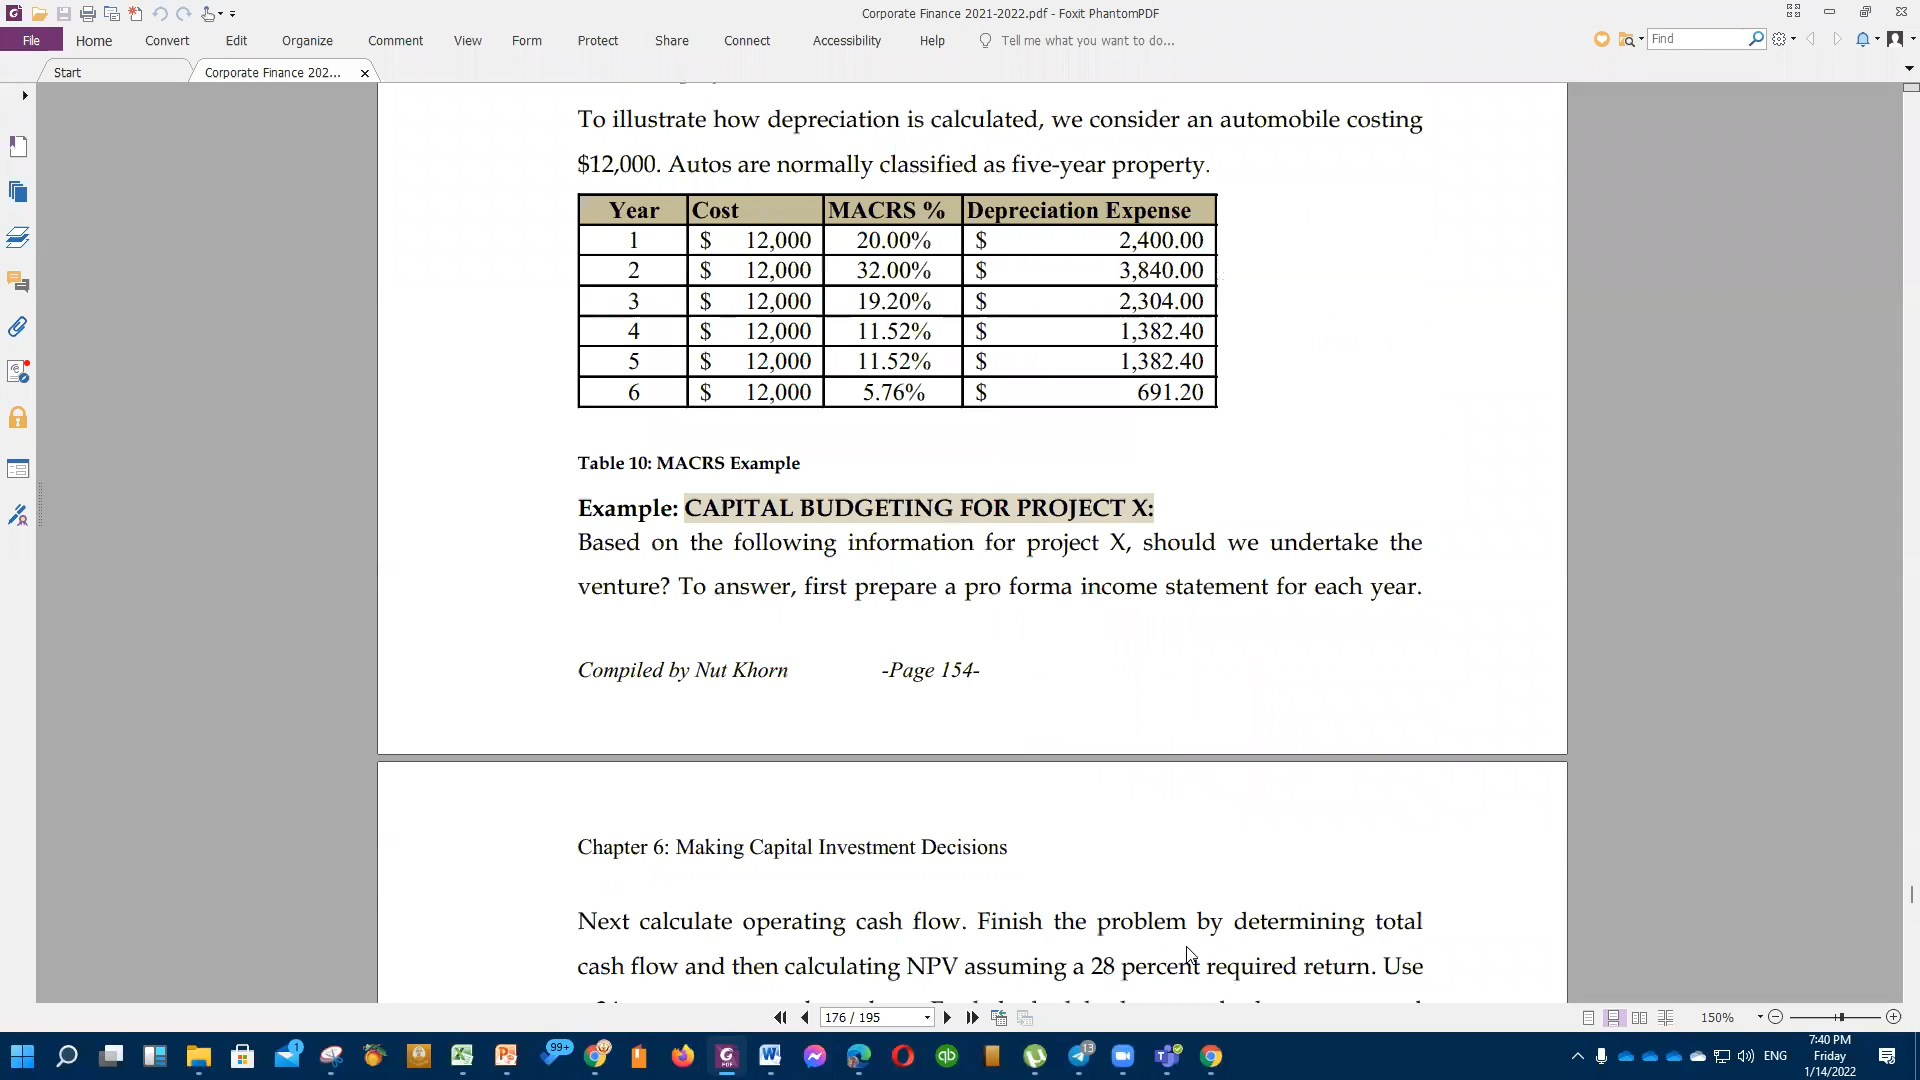 Corporate Finance 2021-2022.pdf - Foxit PhantomPDF
File Home Convert Edit Organize Comment View Form Protect Share Connect Accessibility Help Tell me what you want to do... Find
Start Corporate Finance 202...
To illustrate how depreciation is calculated, we consider an automobile costing
$12,000. Autos are normally classified as five-year property.
Year Cost MACRS % Depreciation Expense
1 $ 12,000 20.00% $ 2,400.00
2 $ 12,000 32.00% $ 3,840.00
3 $ 12,000 19.20% $ 2,304.00
4 $ 12,000 11.52% $ 1,382.40
5 $ 12,000 11.52% $ 1,382.40
6 $ 12,000 5.76% $ 691.20
Table 10: MACRS Example
Example: CAPITAL BUDGETING FOR PROJECT X:
Based on the following information for project X, should we undertake the
venture? To answer, first prepare a pro forma income statement for each year.
Compiled by Nut Khorn -Page 154-
Chapter 6: Making Capital Investment Decisions
Next calculate operating cash flow. Finish the problem by determining total
cash flow and then calculating NPV assuming a 28 percent required return. Use
176 / 195 150%
1 99+ 13 ENG
7:40 PM
Friday
1/14/2022